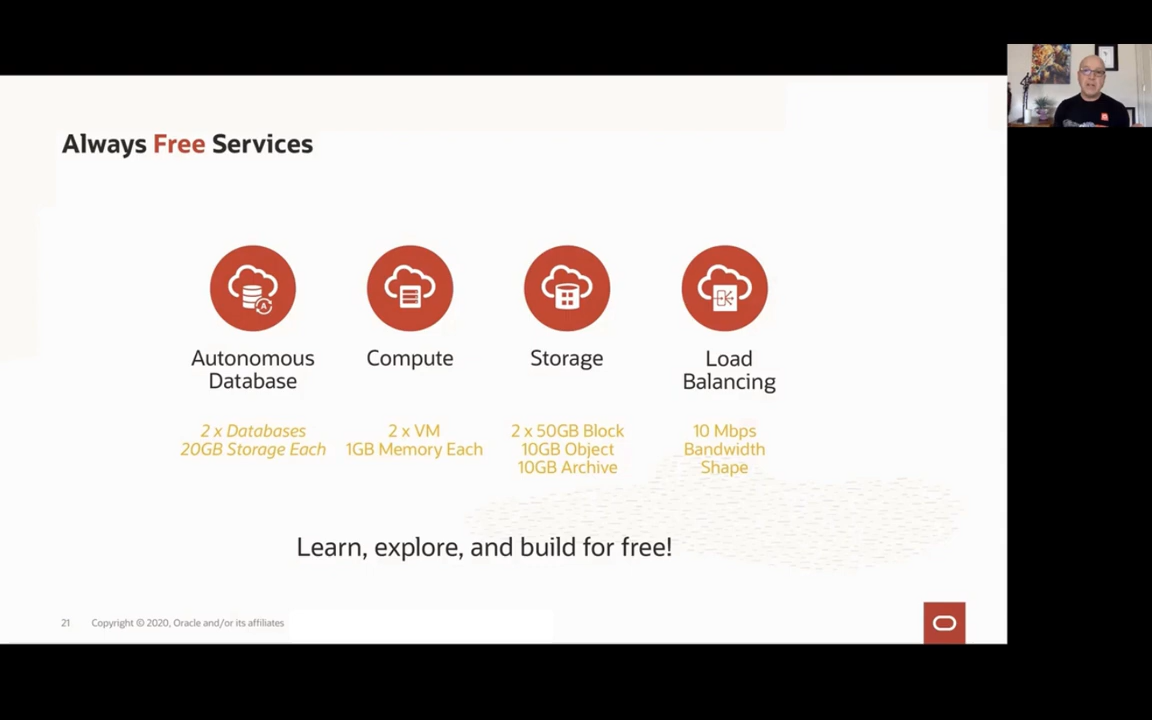 Always Free Services
Autonomous
Database
Compute
Storage
Load
Balancing
2 x Databases
20GB Storage Each
2 x VM
1GB Memory Each
2 x 50GB Block
10GB Object
10GB Archive
10 Mbps
Bandwidth
Shape
Learn, explore, and build for free!
21 Copyright © 2020, Oracle and/or its affiliates